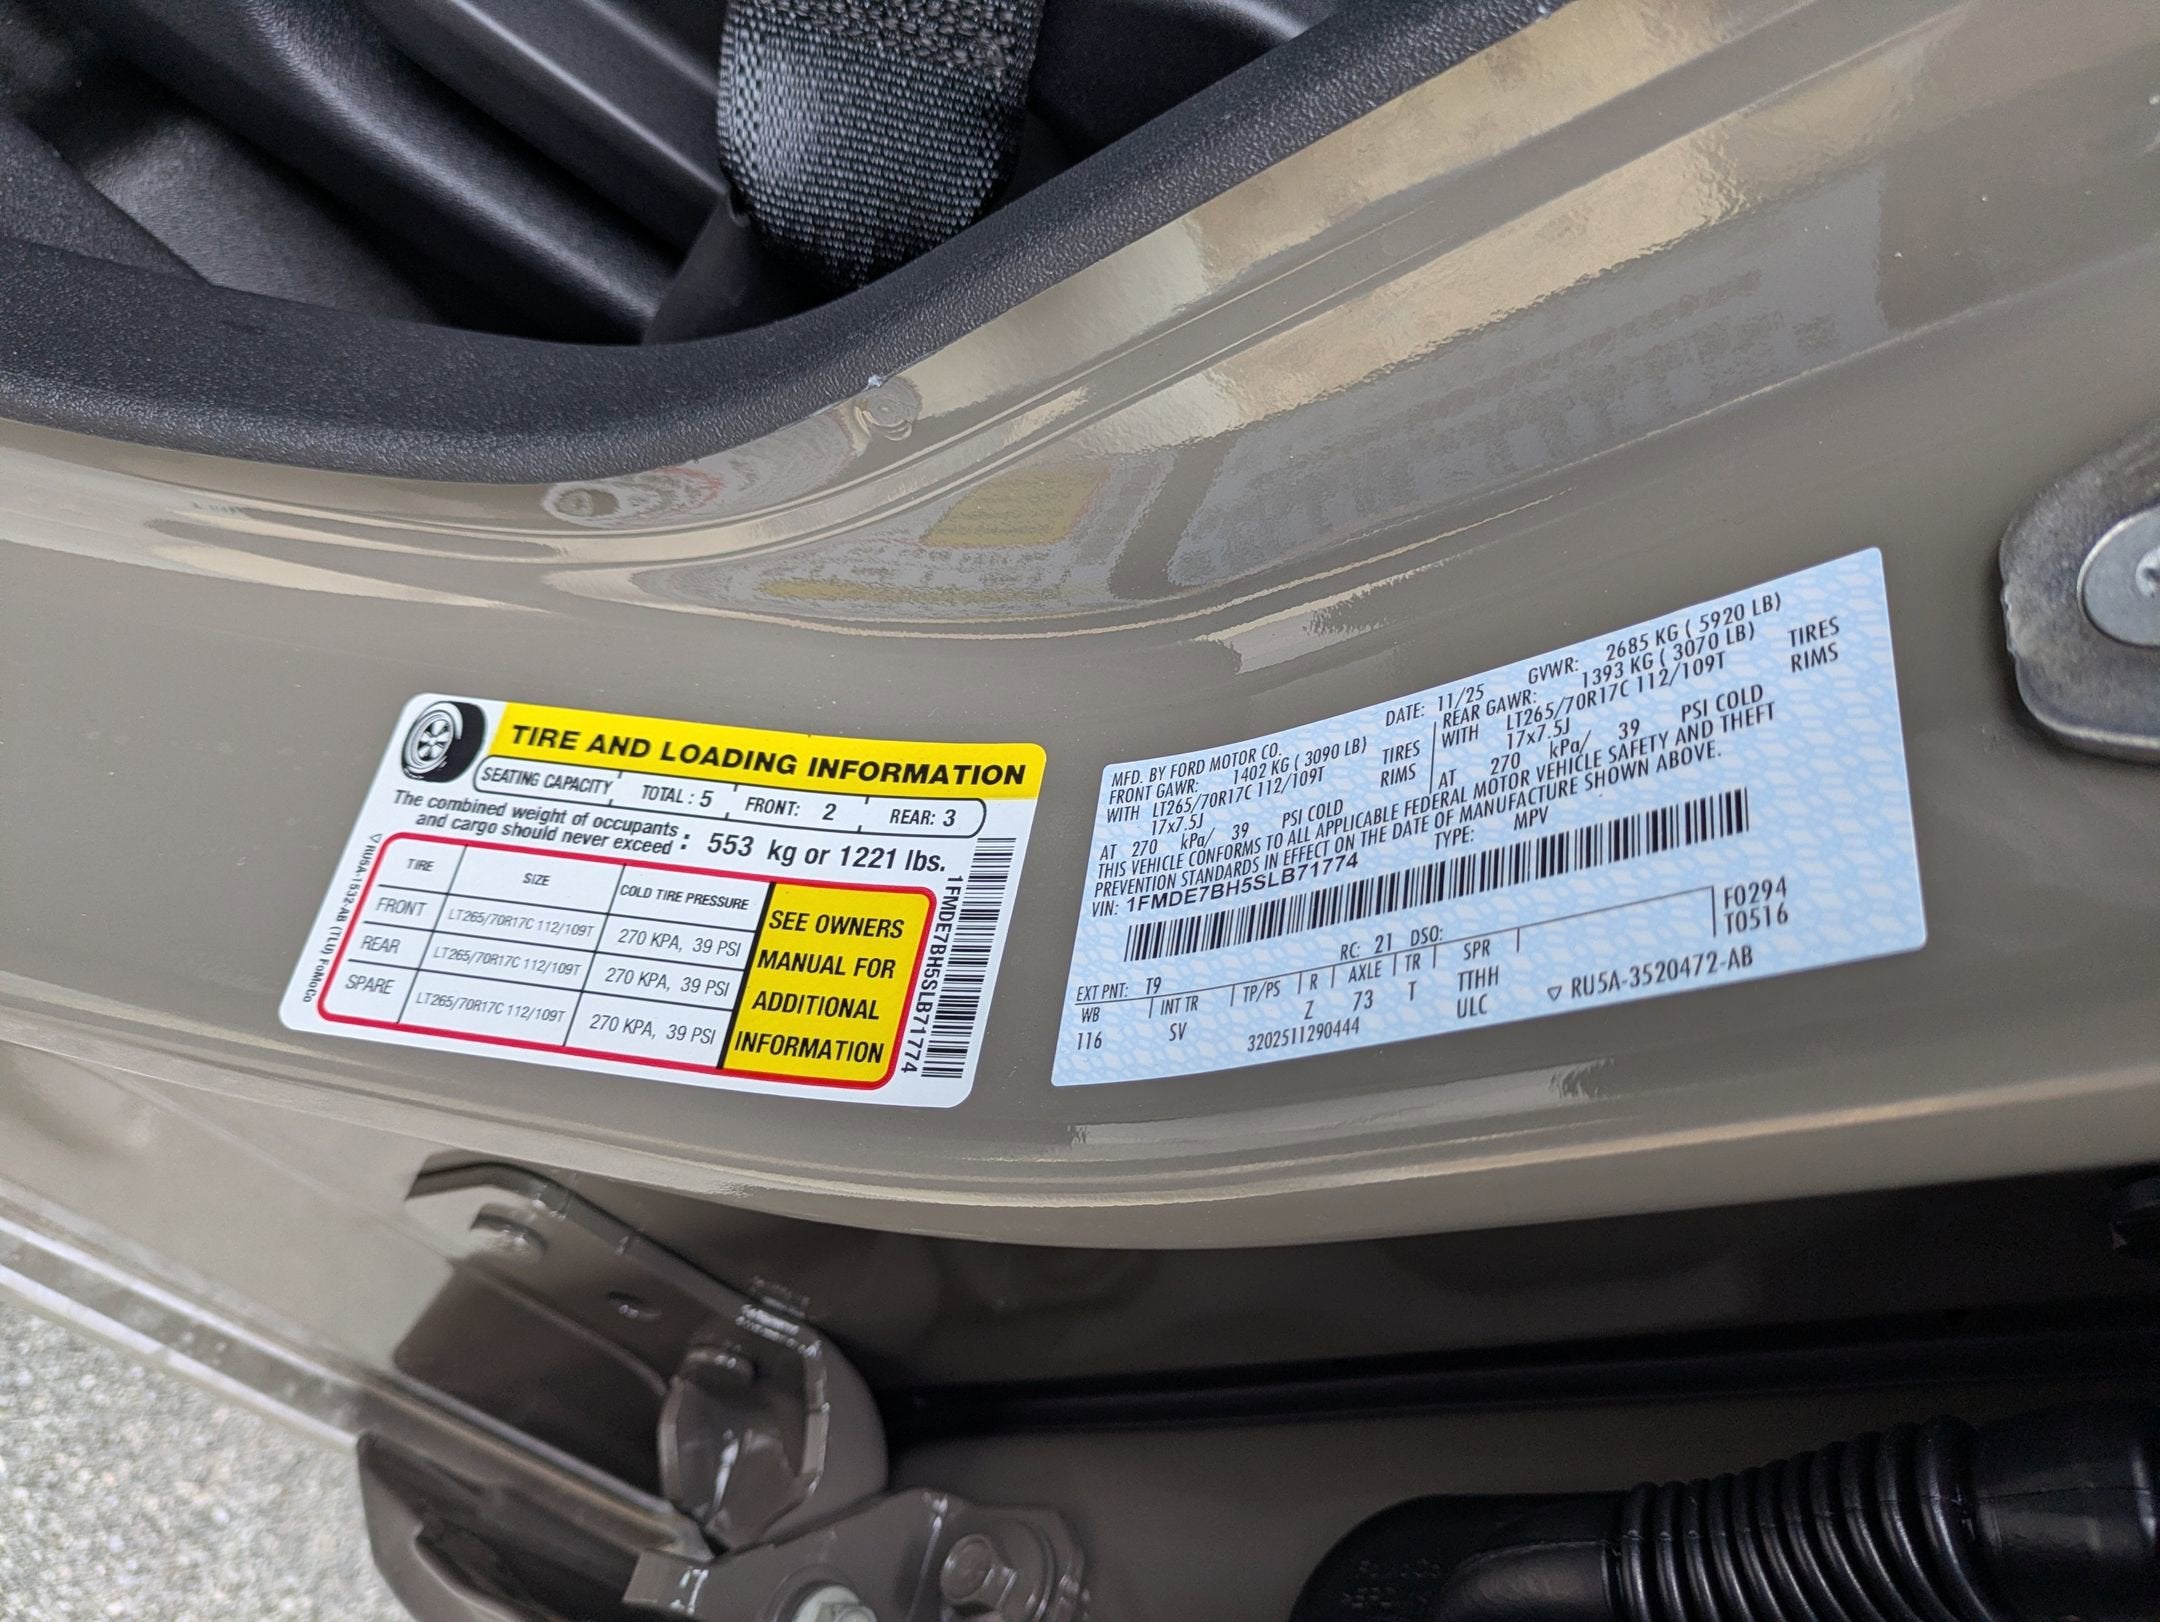 TIRE AND LOADING INFORMATION
SEATING CAPACITY TOTAL : 5 FRONT: 2 REAR: 3
The combined weight of occupants
and cargo should never exceed : 553 kg or 1221 lbs.
TIRE SIZE COLD TIRE PRESSURE
FRONT LT265/70R17C 112/109T 270 KPA, 39 PSI
REAR LT265/70R17C 112/109T 270 KPA, 39 PSI
SPARE LT265/70R17C 112/109T 270 KPA, 39 PSI
SEE OWNERS
MANUAL FOR
ADDITIONAL
INFORMATION
▽ RU5A-1532-AB (TLU) FoMoCo
1FMDE7BH5SLB71774
MFD. BY FORD MOTOR CO. DATE: 11/25 GVWR: 2685 KG ( 5920 LB)
FRONT GAWR: 1402 KG ( 3090 LB) REAR GAWR: 1393 KG ( 3070 LB)
WITH LT265/70R17C 112/109T TIRES WITH LT265/70R17C 112/109T TIRES
17x7.5J RIMS 17x7.5J RIMS
AT 270 kPa/ 39 PSI COLD AT 270 kPa/ 39 PSI COLD
THIS VEHICLE CONFORMS TO ALL APPLICABLE FEDERAL MOTOR VEHICLE SAFETY AND THEFT
PREVENTION STANDARDS IN EFFECT ON THE DATE OF MANUFACTURE SHOWN ABOVE.
VIN: 1FMDE7BH5SLB71774 TYPE: MPV
F0294
T0516
EXT PNT: T9 RC: 21 DSO:
WB INT TR TP/PS R AXLE TR SPR
116 SV Z 73 T TTHH
ULC
3202511290444 ▽ RU5A-3520472-AB